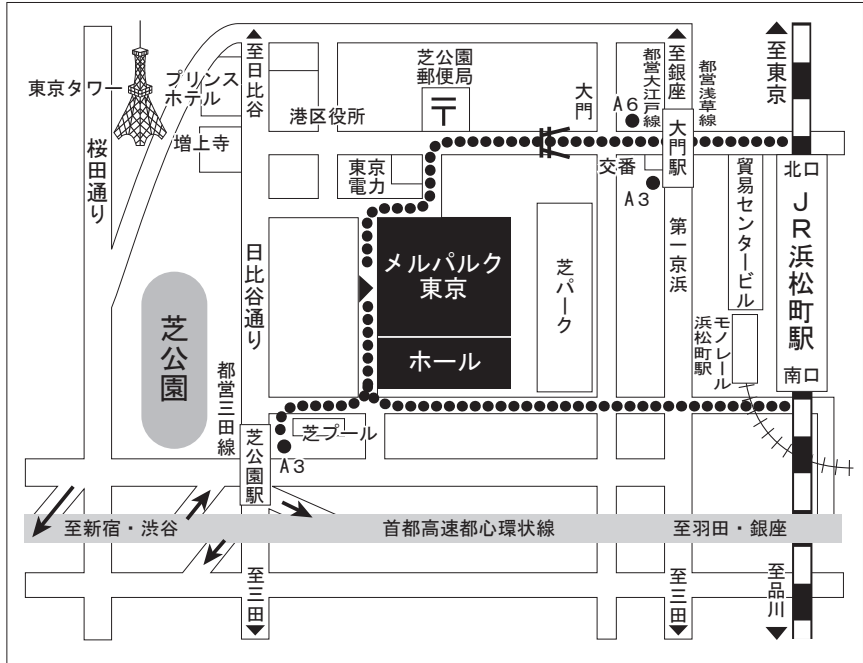 東京タワー
プリンス
ホテル
増上寺
桜田通り
至日比谷
港区役所
芝公園
郵便局
〒
大門
都営大江戸線
至銀座
都営浅草線
至東京
A6
大門駅
交番
A3
北口
東京
電力
メルパルク
東京
ホール
芝パーク
第一京浜
貿易センタービル
JR浜松町駅
モノレール
浜松町駅
南口
日比谷通り
芝公園
都営三田線
芝プール
A3
芝公園駅
至新宿・渋谷
首都高速都心環状線
至羽田・銀座
至三田
至三田
至品川